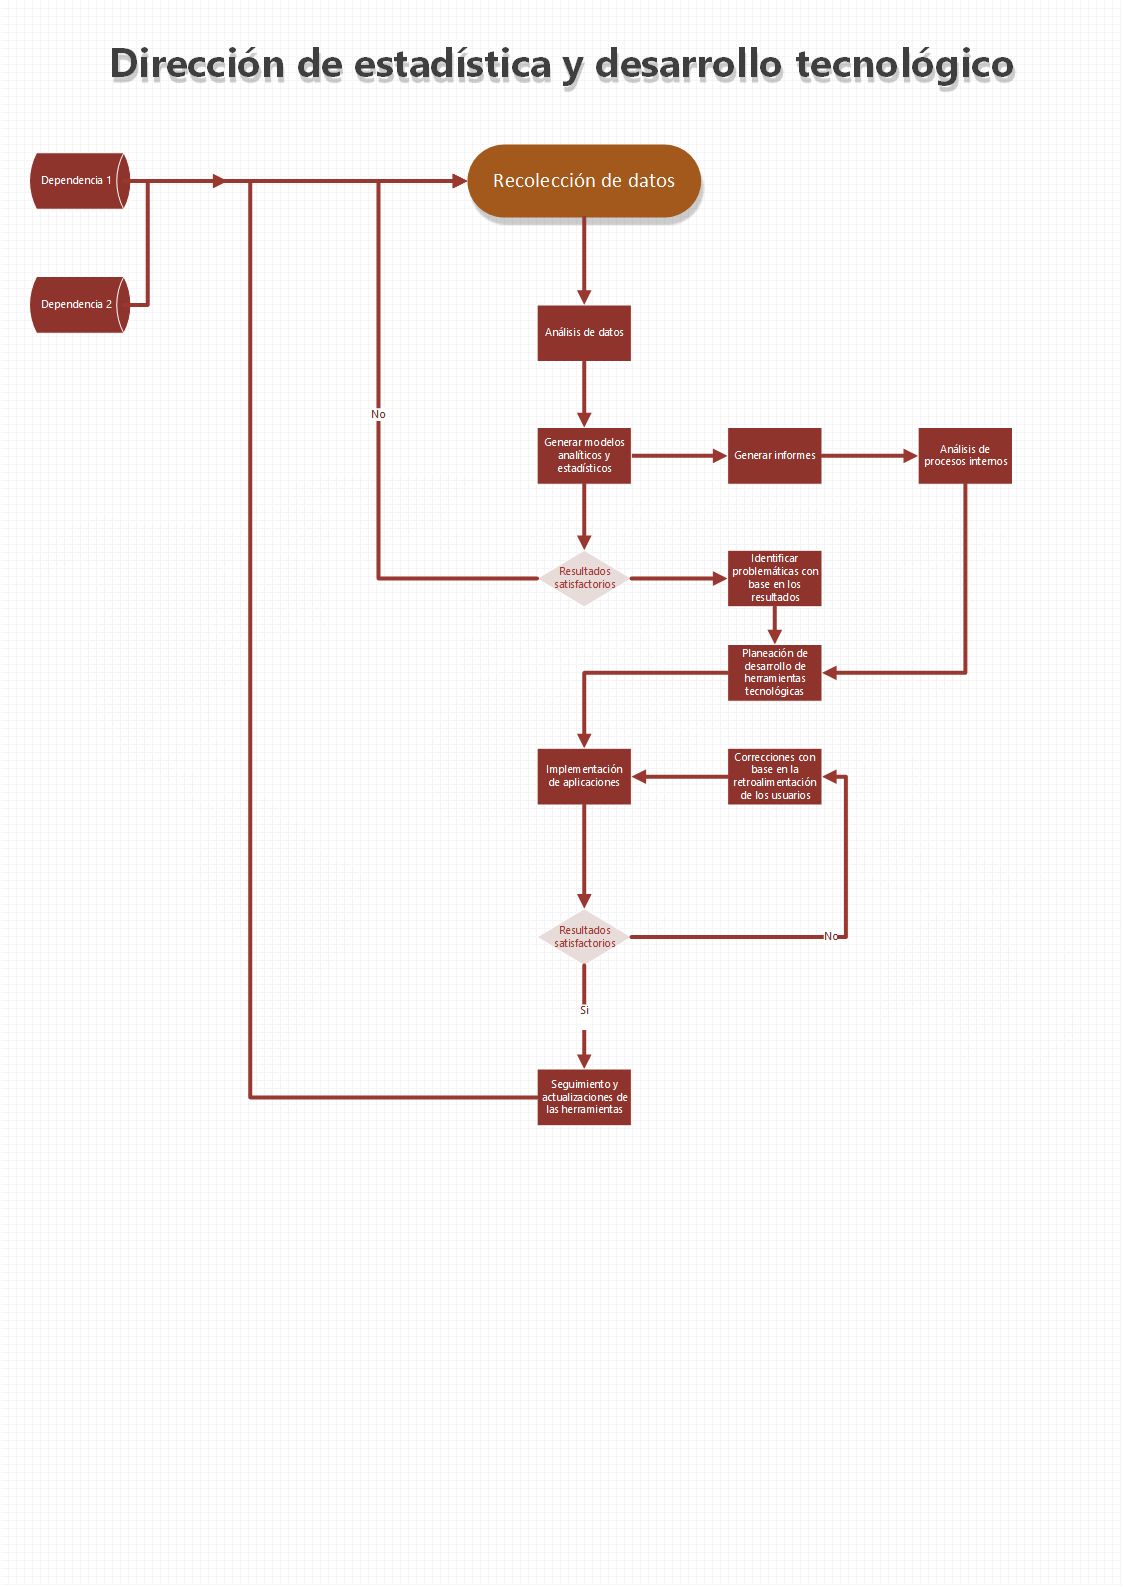 Dirección de estadística y desarrollo tecnológico
Dependencia 1
Recolección de datos
Dependencia 2
Análisis de datos
No
Generar modelos
analíticos y
estadísticos
Generar informes
Análisis de
procesos internos
Resultados
satisfactorios
Identificar
problemáticas con
base en los
resultados
Planeación de
desarrollo de
herramientas
tecnológicas
Implementación
de aplicaciones
Correcciones con
base en la
retroalimentación
de los usuarios
Resultados
satisfactorios
No
Si
Seguimiento y
actualizaciones de
las herramientas